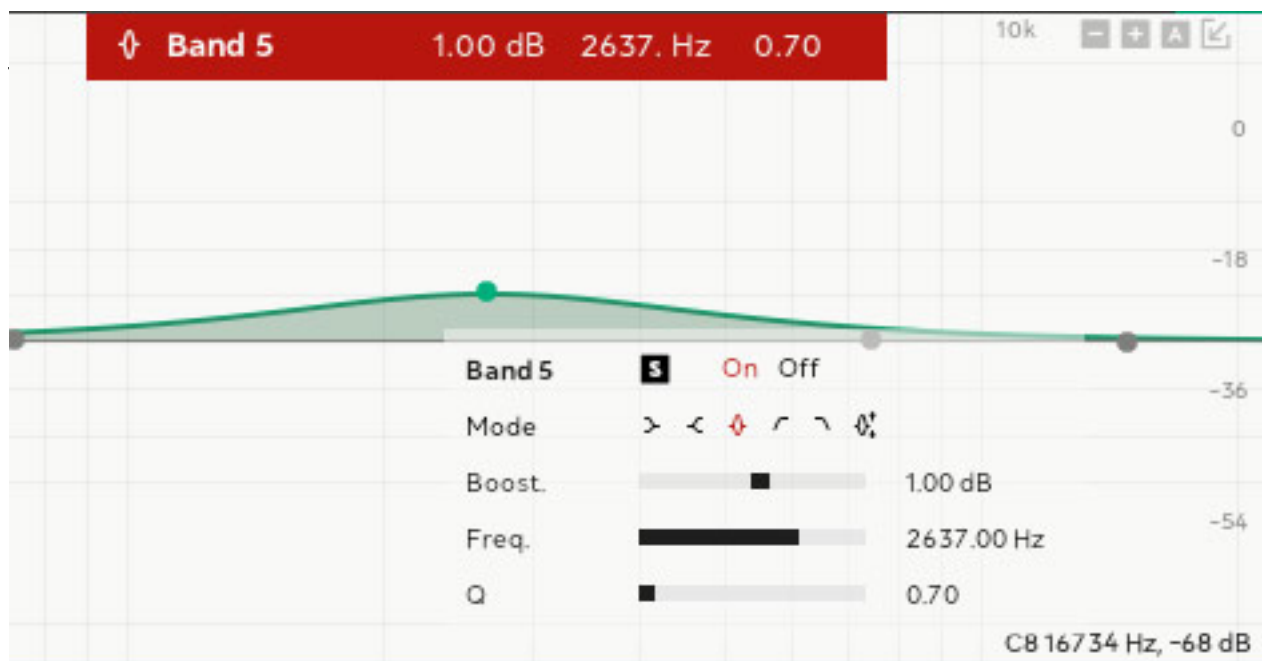 Band 5 1.00 dB 2637. Hz 0.70
10k - + A
0
-18
-36
-54
Band 5 S On Off
Mode
Boost. 1.00 dB
Freq. 2637.00 Hz
Q 0.70
C8 16734 Hz, -68 dB